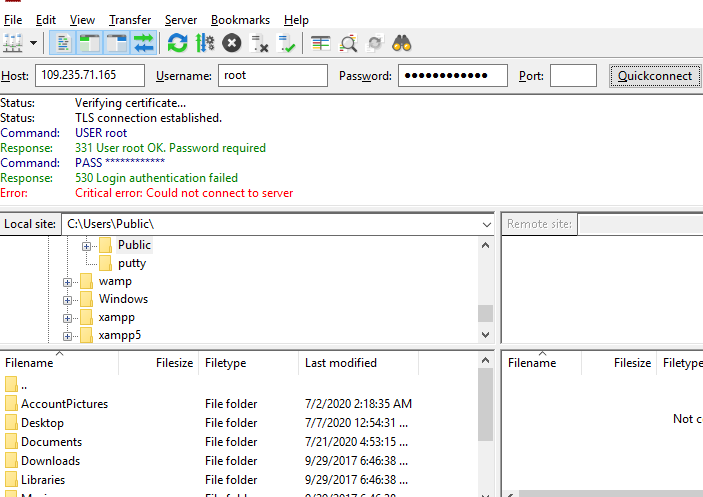 File Edit View Transfer Server Bookmarks Help
Host: 109.235.71.165 Username: root Password: ●●●●●●●●●●●● Port: Quickconnect
Status: Verifying certificate...
Status: TLS connection established.
Command: USER root
Response: 331 User root OK. Password required
Command: PASS ************
Response: 530 Login authentication failed
Error: Critical error: Could not connect to server
Local site: C:\Users\Public\ Remote site:
Public
putty
wamp
Windows
xampp
xampp5
Filename Filesize Filetype Last modified Filename Filesize Filetype
..
AccountPictures File folder 7/2/2020 2:18:35 AM
Desktop File folder 7/7/2020 12:54:31 ...
Documents File folder 7/21/2020 4:53:15 ...
Downloads File folder 9/29/2017 6:46:38 ...
Libraries File folder 9/29/2017 6:46:38 ...
Not c